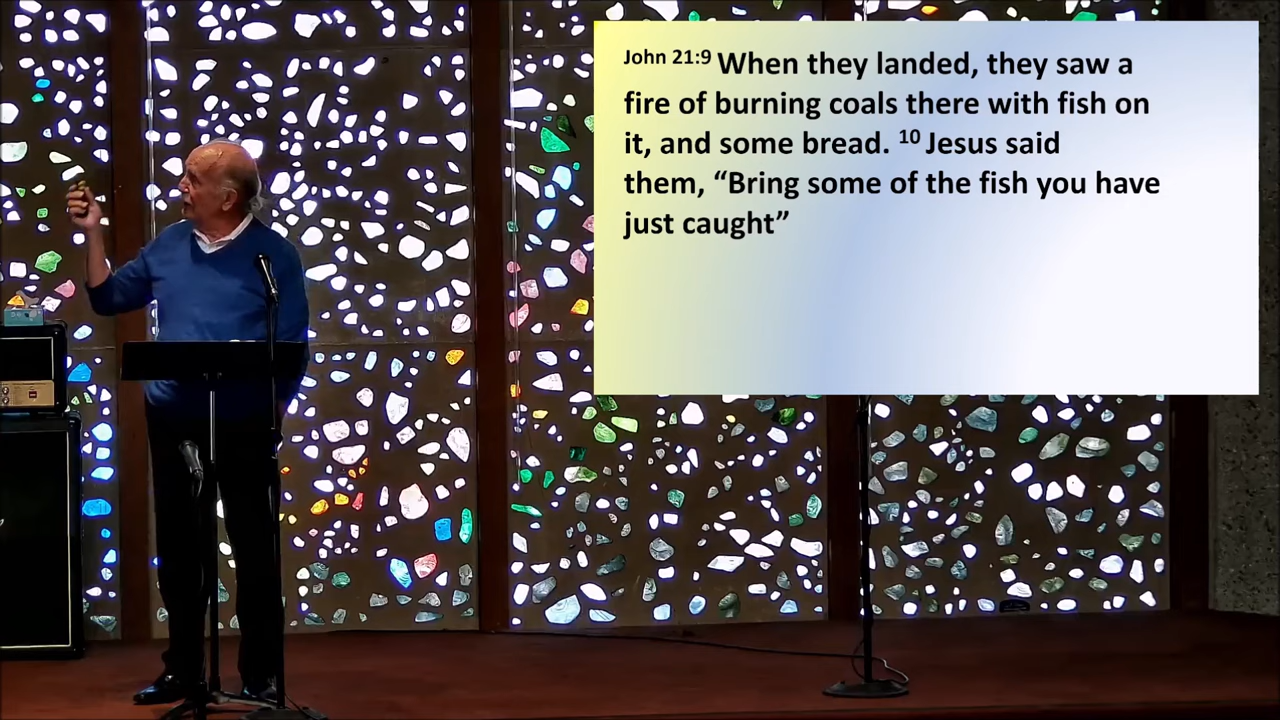 John 21:9 When they landed, they saw a
fire of burning coals there with fish on
it, and some bread. 10 Jesus said
them, “Bring some of the fish you have
just caught”